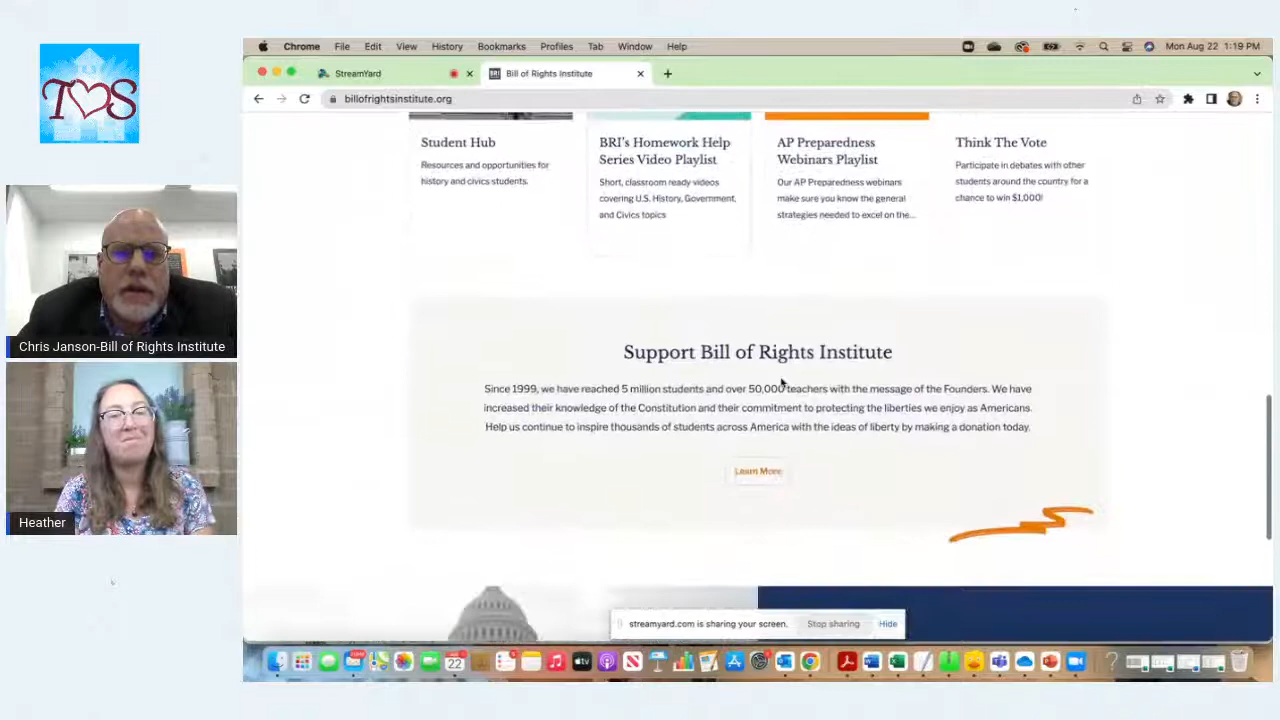 TOS
Chrome File Edit View History Bookmarks Profiles Tab Window Help
Mon Aug 22 1:19 PM
StreamYard
Bill of Rights Institute
billofrightsinstitute.org
Student Hub
Resources and opportunities for
history and civics students.
BRI's Homework Help
Series Video Playlist
Short, classroom ready videos
covering U.S. History, Government,
and Civics topics
AP Preparedness
Webinars Playlist
Our AP Preparedness webinars
make sure you know the general
strategies needed to excel on the...
Think The Vote
Participate in debates with other
students around the country for a
chance to win $1,000!
Chris Janson-Bill of Rights Institute
Heather
Support Bill of Rights Institute
Since 1999, we have reached 5 million students and over 50,000 teachers with the message of the Founders. We have
increased their knowledge of the Constitution and their commitment to protecting the liberties we enjoy as Americans.
Help us continue to inspire thousands of students across America with the ideas of liberty by making a donation today.
Learn More
streamyard.com is sharing your screen. Stop sharing Hide